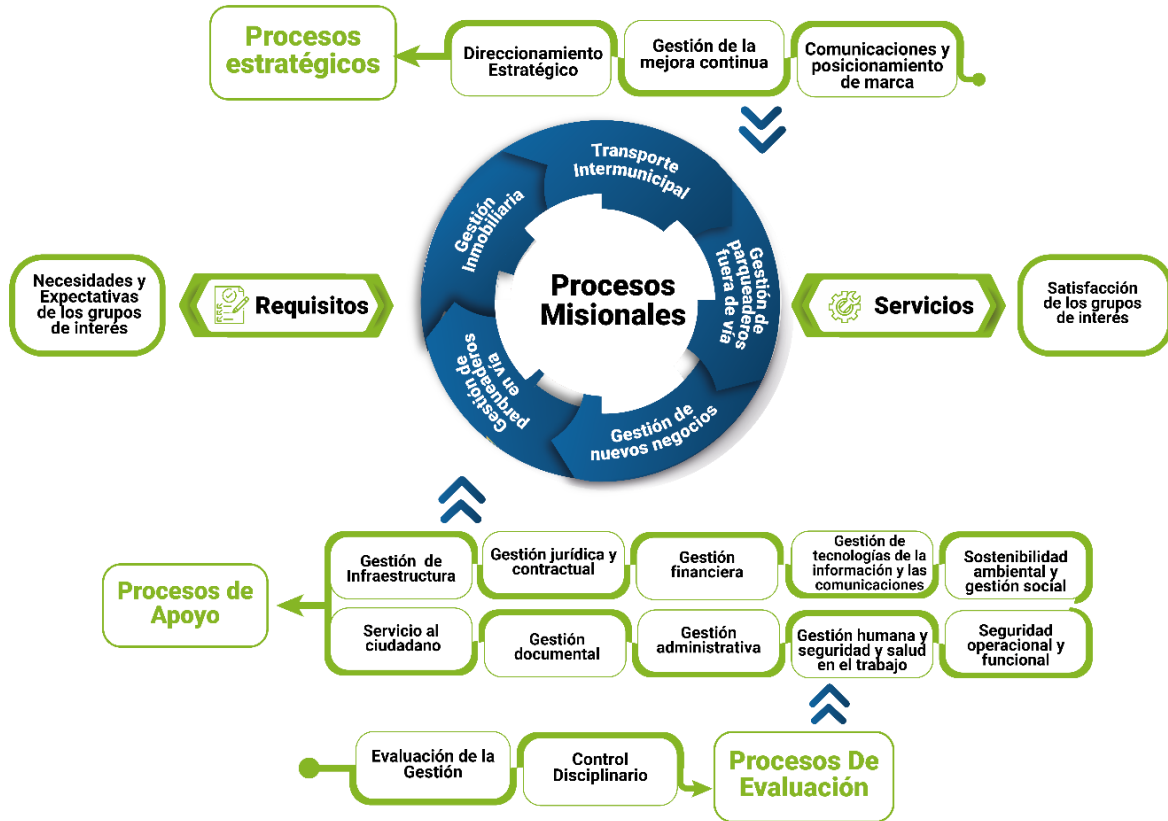 Procesos
estratégicos
Direccionamiento
Estratégico
Gestión de la
mejora continua
Comunicaciones y
posicionamiento
de marca
Transporte
Intermunicipal
Gestión
Inmobiliaria
Gestión de
parqueaderos
fuera de vía
Procesos
Misionales
Gestión de
parqueaderos
en vía
Gestión de
nuevos negocios
Necesidades y
Expectativas
de los grupos
de interés
Requisitos
Servicios
Satisfacción
de los grupos
de interés
Procesos de
Apoyo
Gestión de
Infraestructura
Gestión jurídica y
contractual
Gestión
financiera
Gestión de
tecnologías de la
información y las
comunicaciones
Sostenibilidad
ambiental y
gestión social
Servicio al
ciudadano
Gestión
documental
Gestión
administrativa
Gestión humana y
seguridad y salud
en el trabajo
Seguridad
operacional y
funcional
Evaluación de la
Gestión
Control
Disciplinario
Procesos De
Evaluación